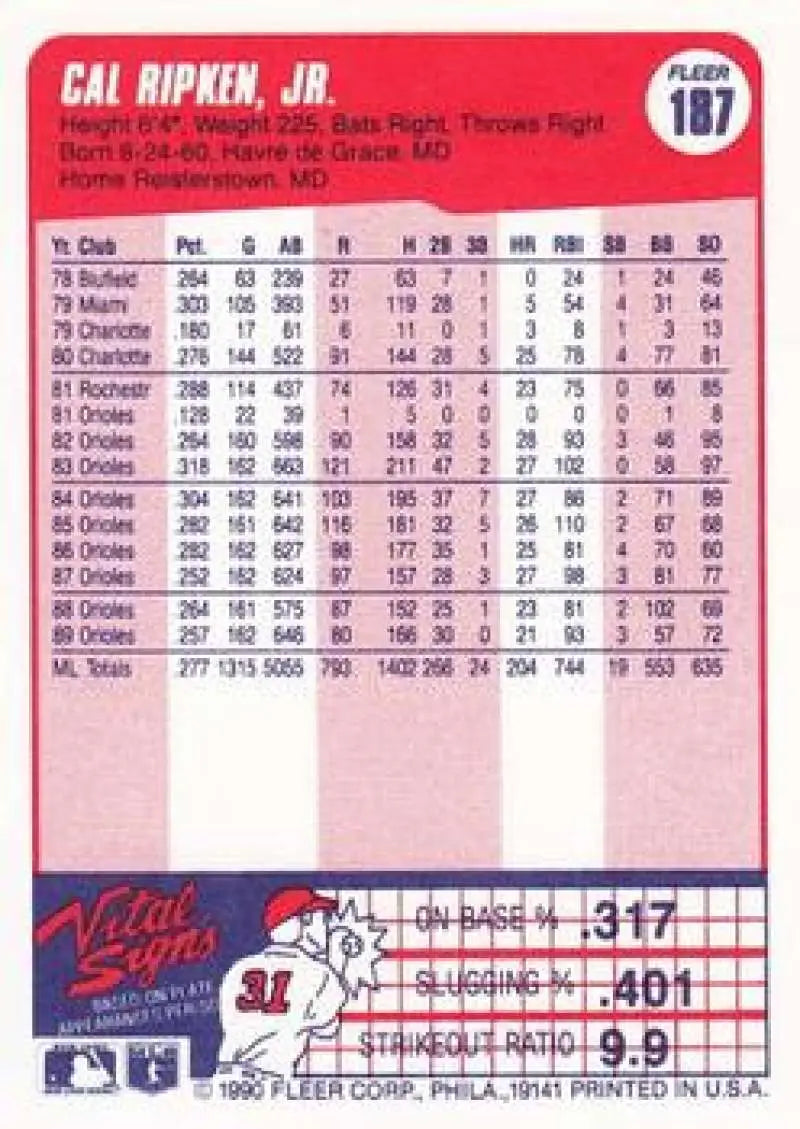 CAL RIPKEN, JR.
FLEER
187
Height 6'4", Weight 225, Bats Right, Throws Right
Born 8-24-60, Havre de Grace, MD
Home Reisterstown, MD
Yr. Club Pct. G AB R H 2B 3B HR RBI SB BB SO
78 Bluefield .264 63 239 27 63 7 1 0 24 1 24 46
79 Miami .303 105 393 51 119 28 1 5 54 4 31 64
79 Charlotte .180 17 61 6 11 0 1 3 8 1 3 13
80 Charlotte .276 144 522 91 144 28 5 25 78 4 77 81
81 Rochestr .288 114 437 74 126 31 4 23 75 0 66 85
81 Orioles .128 22 39 1 5 0 0 0 0 0 1 8
82 Orioles .264 160 598 90 158 32 5 28 93 3 46 95
83 Orioles .318 162 663 121 211 47 2 27 102 0 58 97
84 Orioles .304 162 641 103 195 37 7 27 86 2 71 89
85 Orioles .282 161 642 116 181 32 5 26 110 2 67 68
86 Orioles .282 162 627 98 177 35 1 25 81 4 70 60
87 Orioles .252 162 624 97 157 28 3 27 98 3 81 77
88 Orioles .264 161 575 87 152 25 1 23 81 2 102 69
89 Orioles .257 162 646 80 166 30 0 21 93 3 57 72
ML Totals .277 1315 5055 793 1402 266 24 204 744 19 553 635
Vital
Signs
BASED ON PLATE
31
ON BASE % .317
SLUGGING % .401
STRIKEOUT RATIO 9.9
© 1990 FLEER CORP., PHILA., 19141 PRINTED IN U.S.A.